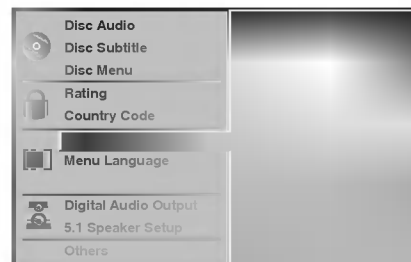 Disc Audio
Disc Subtitle
Disc Menu
Rating
Country Code
Menu Language
Digital Audio Output
5.1 Speaker Setup
Others